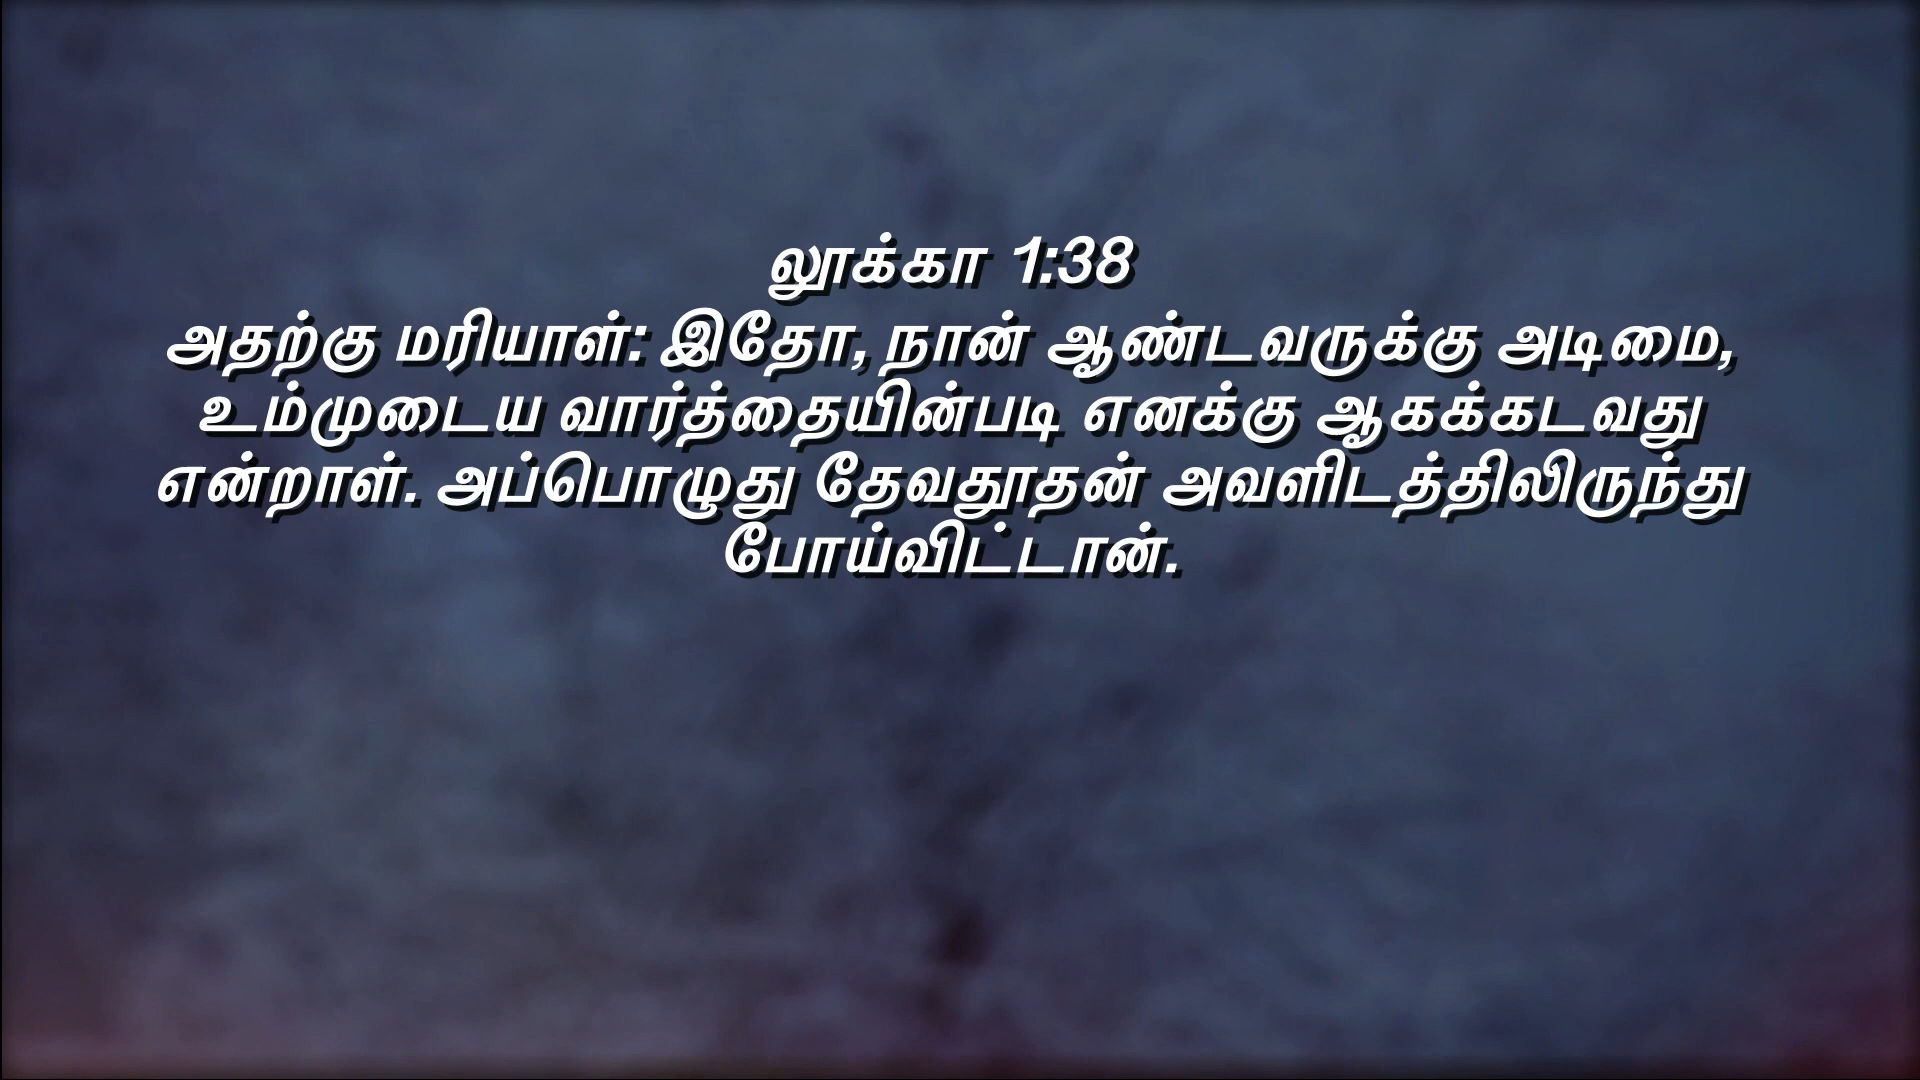 லூக்கா 1:38
அதற்கு மரியாள்: இதோ, நான் ஆண்டவருக்கு அடிமை,
உம்முடைய வார்த்தையின்படி எனக்கு ஆகக்கடவது
என்றாள். அப்பொழுது தேவதூதன் அவளிடத்திலிருந்து
போய்விட்டான்.